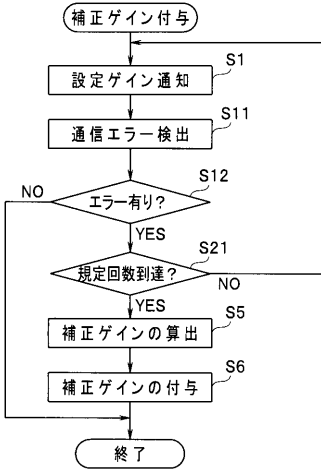 補正ゲイン付与
S1
設定ゲイン通知
S11
通信エラー検出
S12
NO
エラー有り?
YES
S21
規定回数到達?
NO
YES
S5
補正ゲインの算出
S6
補正ゲインの付与
終了